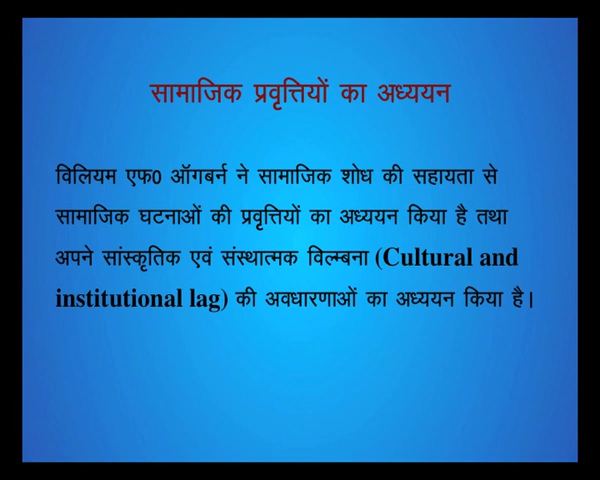 सामाजिक प्रवृत्तियों का अध्ययन
विलियम एफ0 ऑगबर्न ने सामाजिक शोध की सहायता से
सामाजिक घटनाओं की प्रवृत्तियों का अध्ययन किया है तथा
अपने सांस्कृतिक एवं संस्थात्मक विल्म्बना (Cultural and
institutional lag) की अवधारणाओं का अध्ययन किया है।